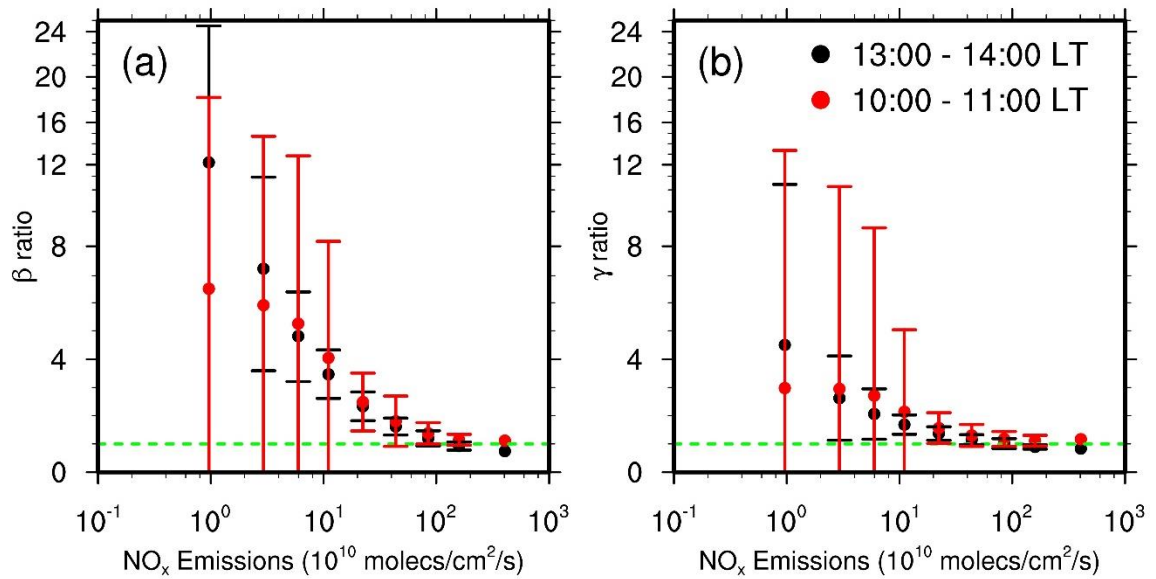 (a)
24
20
16
12
8
4
0
β ratio
10⁻¹ 10⁰ 10¹ 10² 10³
NOₓ Emissions (10¹⁰ molecs/cm²/s)
(b)
13:00 - 14:00 LT
10:00 - 11:00 LT
24
20
16
12
8
4
0
γ ratio
10⁻¹ 10⁰ 10¹ 10² 10³
NOₓ Emissions (10¹⁰ molecs/cm²/s)